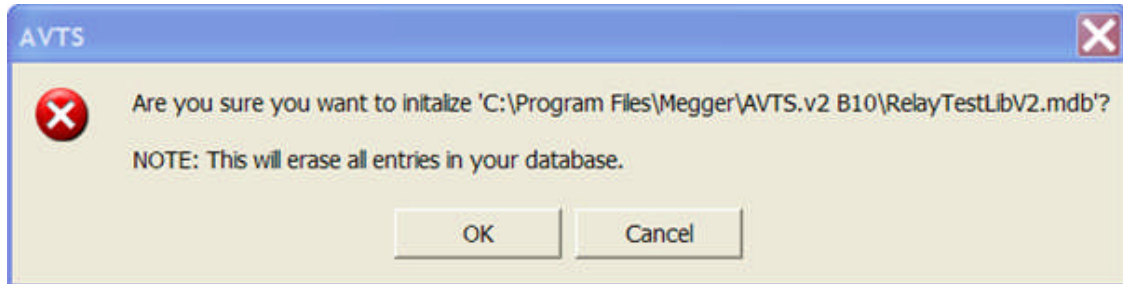 AVTS
Are you sure you want to initalize 'C:\Program Files\Megger\AVTS.v2 B10\RelayTestLibV2.mdb'?
NOTE: This will erase all entries in your database.
OK
Cancel